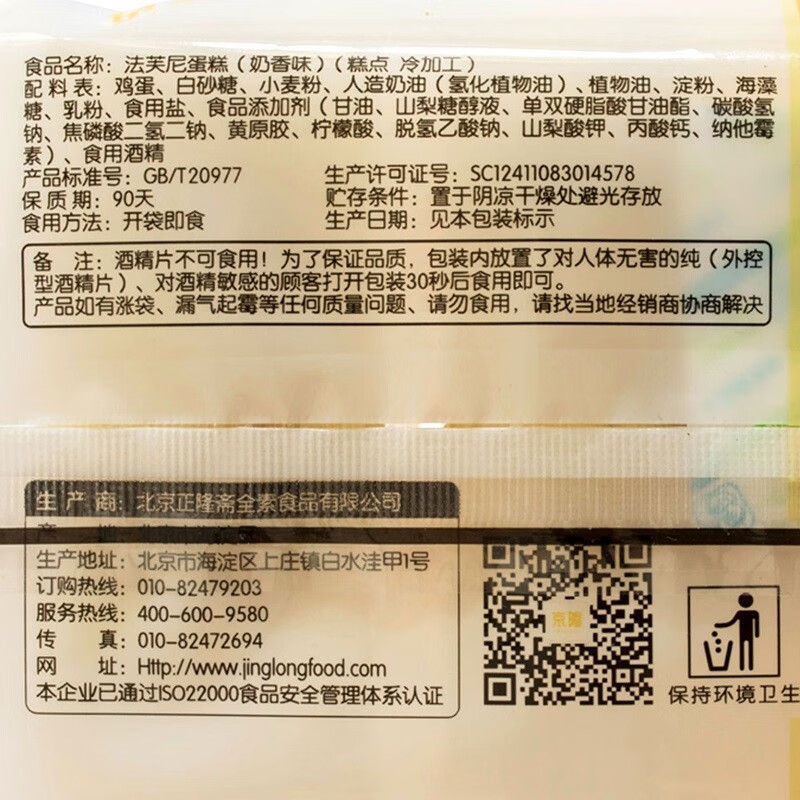 食品名称：法芙尼蛋糕（奶香味）（糕点 冷加工）
配 料 表：鸡蛋、白砂糖、小麦粉、人造奶油（氢化植物油）、植物油、淀粉、海藻
糖、乳粉、食用盐、食品添加剂（甘油、山梨糖醇液、单双硬脂酸甘油酯、碳酸氢
钠、焦磷酸二氢二钠、黄原胶、柠檬酸、脱氢乙酸钠、山梨酸钾、丙酸钙、纳他霉
素）、食用酒精
产品标准号：GB/T20977 生产许可证号：SC12411083014578
保 质 期：90天 贮存条件：置于阴凉干燥处避光存放
食用方法：开袋即食 生产日期：见本包装标示
备 注：酒精片不可食用！为了保证品质，包装内放置了对人体无害的纯（外控
型酒精片）、对酒精敏感的顾客打开包装30秒后食用即可。
产品如有涨袋、漏气起霉等任何质量问题、请勿食用，请找当地经销商协商解决
生 产 商：北京正隆斋全素食品有限公司
产 地：北京市海淀区
生产地址：北京市海淀区上庄镇白水洼甲1号
订购热线：010-82479203
服务热线：400-600-9580
传 真：010-82472694
网 址：Http://www.jinglongfood.com
本企业已通过ISO22000食品安全管理体系认证
京隆
保持环境卫生